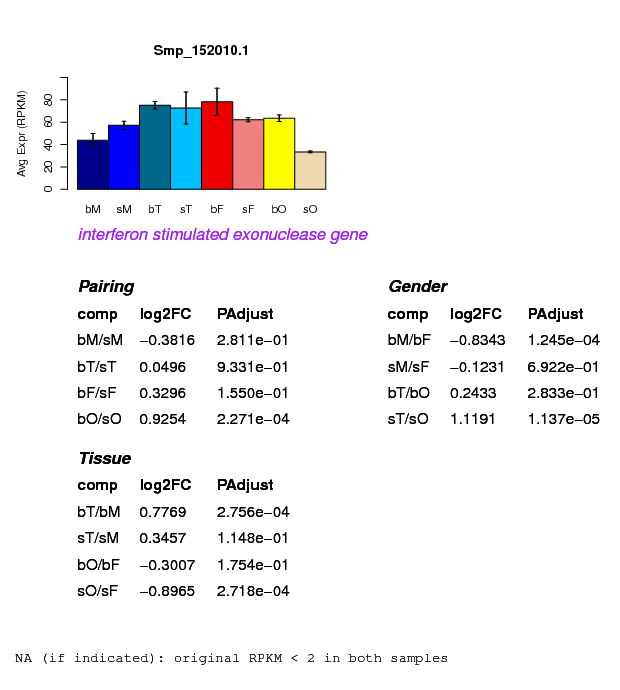 Smp_152010.1
Avg Expr (RPKM)
0 20 40 60 80
bM sM bT sT bF sF bO sO
interferon stimulated exonuclease gene
Pairing
comp log2FC PAdjust
bM/sM −0.3816 2.811e−01
bT/sT 0.0496 9.331e−01
bF/sF 0.3296 1.550e−01
bO/sO 0.9254 2.271e−04
Gender
comp log2FC PAdjust
bM/bF −0.8343 1.245e−04
sM/sF −0.1231 6.922e−01
bT/bO 0.2433 2.833e−01
sT/sO 1.1191 1.137e−05
Tissue
comp log2FC PAdjust
bT/bM 0.7769 2.756e−04
sT/sM 0.3457 1.148e−01
bO/bF −0.3007 1.754e−01
sO/sF −0.8965 2.718e−04
NA (if indicated): original RPKM < 2 in both samples